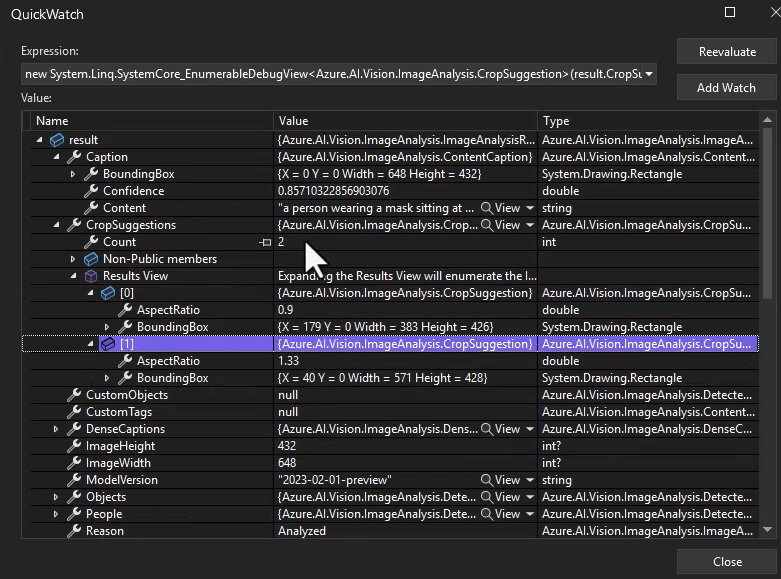 QuickWatch
Expression:
Reevaluate
new System.Linq.SystemCore_EnumerableDebugView<Azure.AI.Vision.ImageAnalysis.CropSuggestion>(result.CropSu
Add Watch
Value:
Name Value Type
result {Azure.AI.Vision.ImageAnalysis.ImageAnalysisR... Azure.AI.Vision.ImageAnalysis.ImageA...
Caption {Azure.AI.Vision.ImageAnalysis.ContentCaption} Azure.AI.Vision.ImageAnalysis.Content...
BoundingBox {X = 0 Y = 0 Width = 648 Height = 432} System.Drawing.Rectangle
Confidence 0.85710322856903076 double
Content "a person wearing a mask sitting at ... View string
CropSuggestions {Azure.AI.Vision.ImageAnalysis.Crop... View Azure.AI.Vision.ImageAnalysis.CropSu...
Count 2 int
Non-Public members
Results View Expanding the Results View will enumerate the I...
[0] {Azure.AI.Vision.ImageAnalysis.CropSuggestion} Azure.AI.Vision.ImageAnalysis.CropSu...
AspectRatio 0.9 double
BoundingBox {X = 179 Y = 0 Width = 383 Height = 426} System.Drawing.Rectangle
[1] {Azure.AI.Vision.ImageAnalysis.CropSuggestion} Azure.AI.Vision.ImageAnalysis.CropSu...
AspectRatio 1.33 double
BoundingBox {X = 40 Y = 0 Width = 571 Height = 428} System.Drawing.Rectangle
CustomObjects null Azure.AI.Vision.ImageAnalysis.Detecte...
CustomTags null Azure.AI.Vision.ImageAnalysis.Content...
DenseCaptions {Azure.AI.Vision.ImageAnalysis.Dens... View Azure.AI.Vision.ImageAnalysis.DenseC...
ImageHeight 432 int?
ImageWidth 648 int?
ModelVersion "2023-02-01-preview" View string
Objects {Azure.AI.Vision.ImageAnalysis.Dete... View Azure.AI.Vision.ImageAnalysis.Detecte...
People {Azure.AI.Vision.ImageAnalysis.Dete... View Azure.AI.Vision.ImageAnalysis.Detecte...
Reason Analyzed Azure.AI.Vision.ImageAnalysis.ImageA...
Close